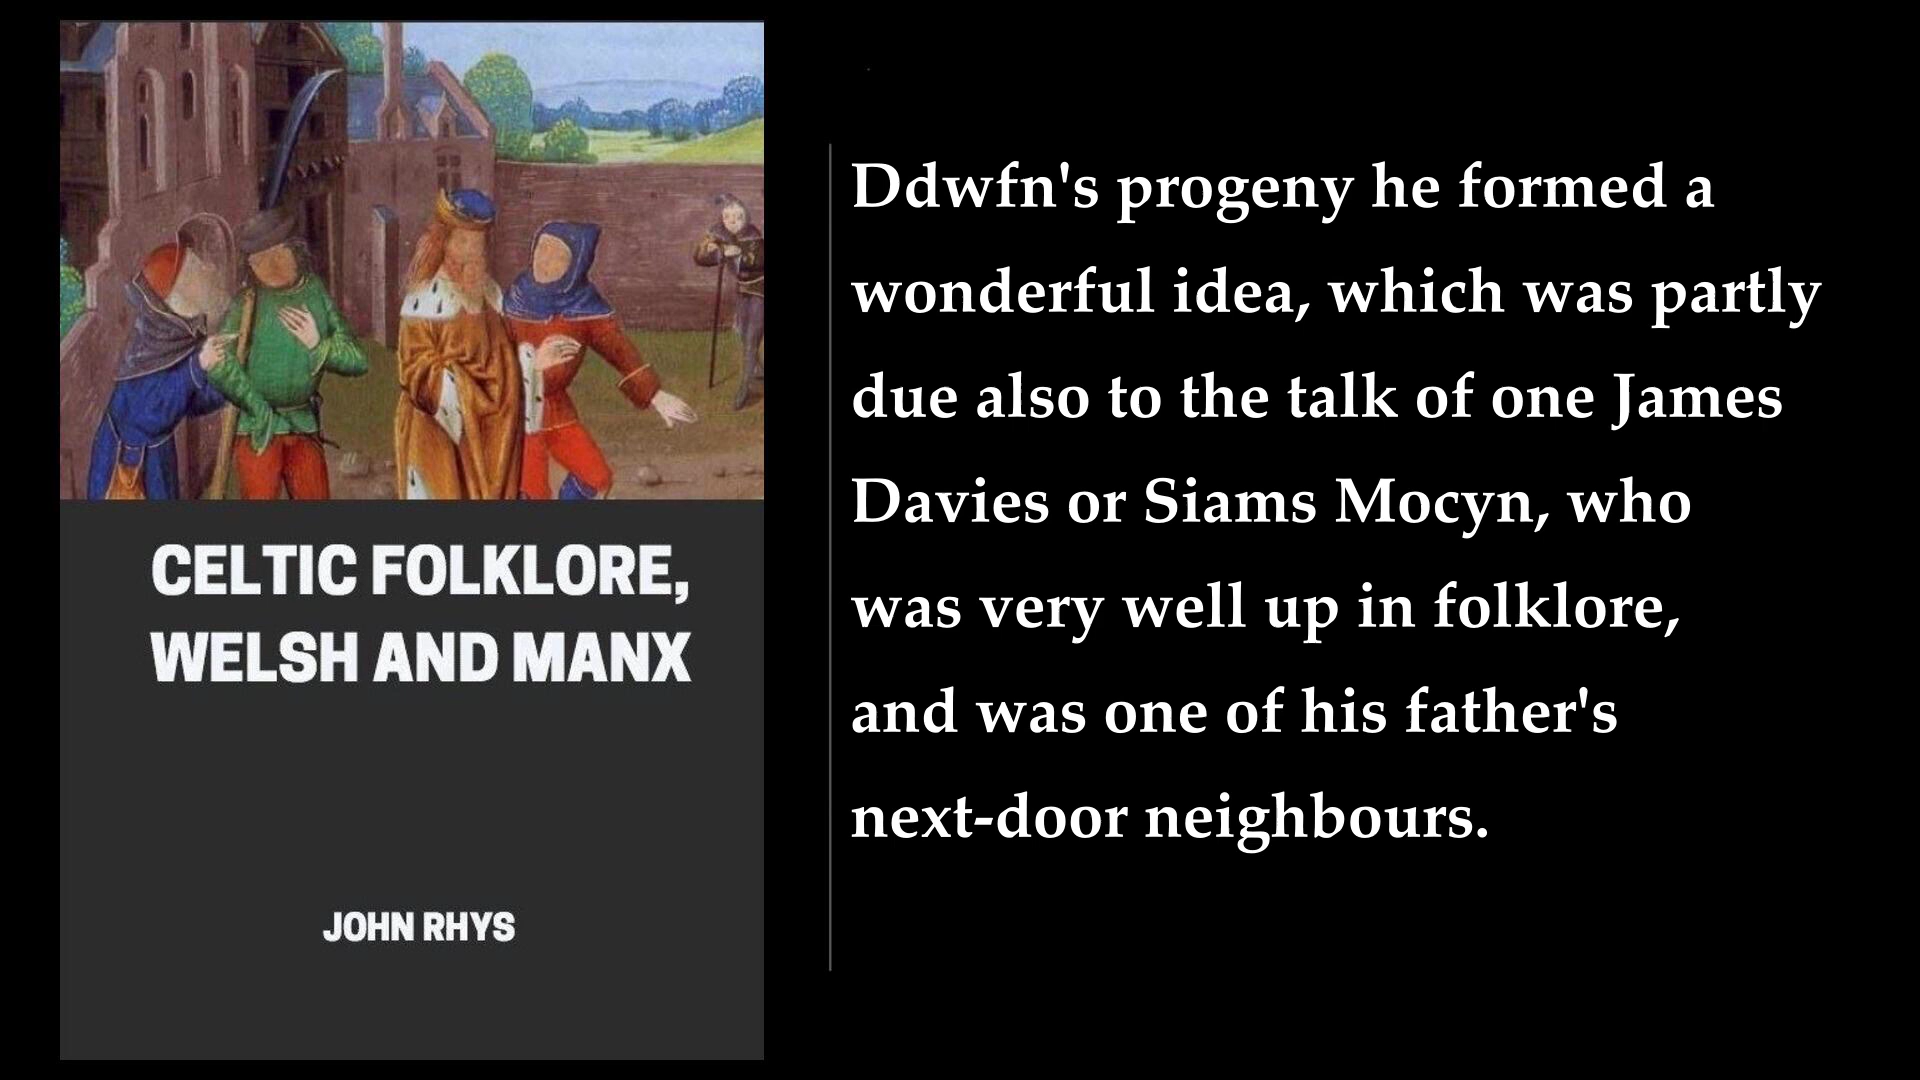 CELTIC FOLKLORE,
WELSH AND MANX
JOHN RHYS
Ddwfn's progeny he formed a
wonderful idea, which was partly
due also to the talk of one James
Davies or Siams Mocyn, who
was very well up in folklore,
and was one of his father's
next-door neighbours.